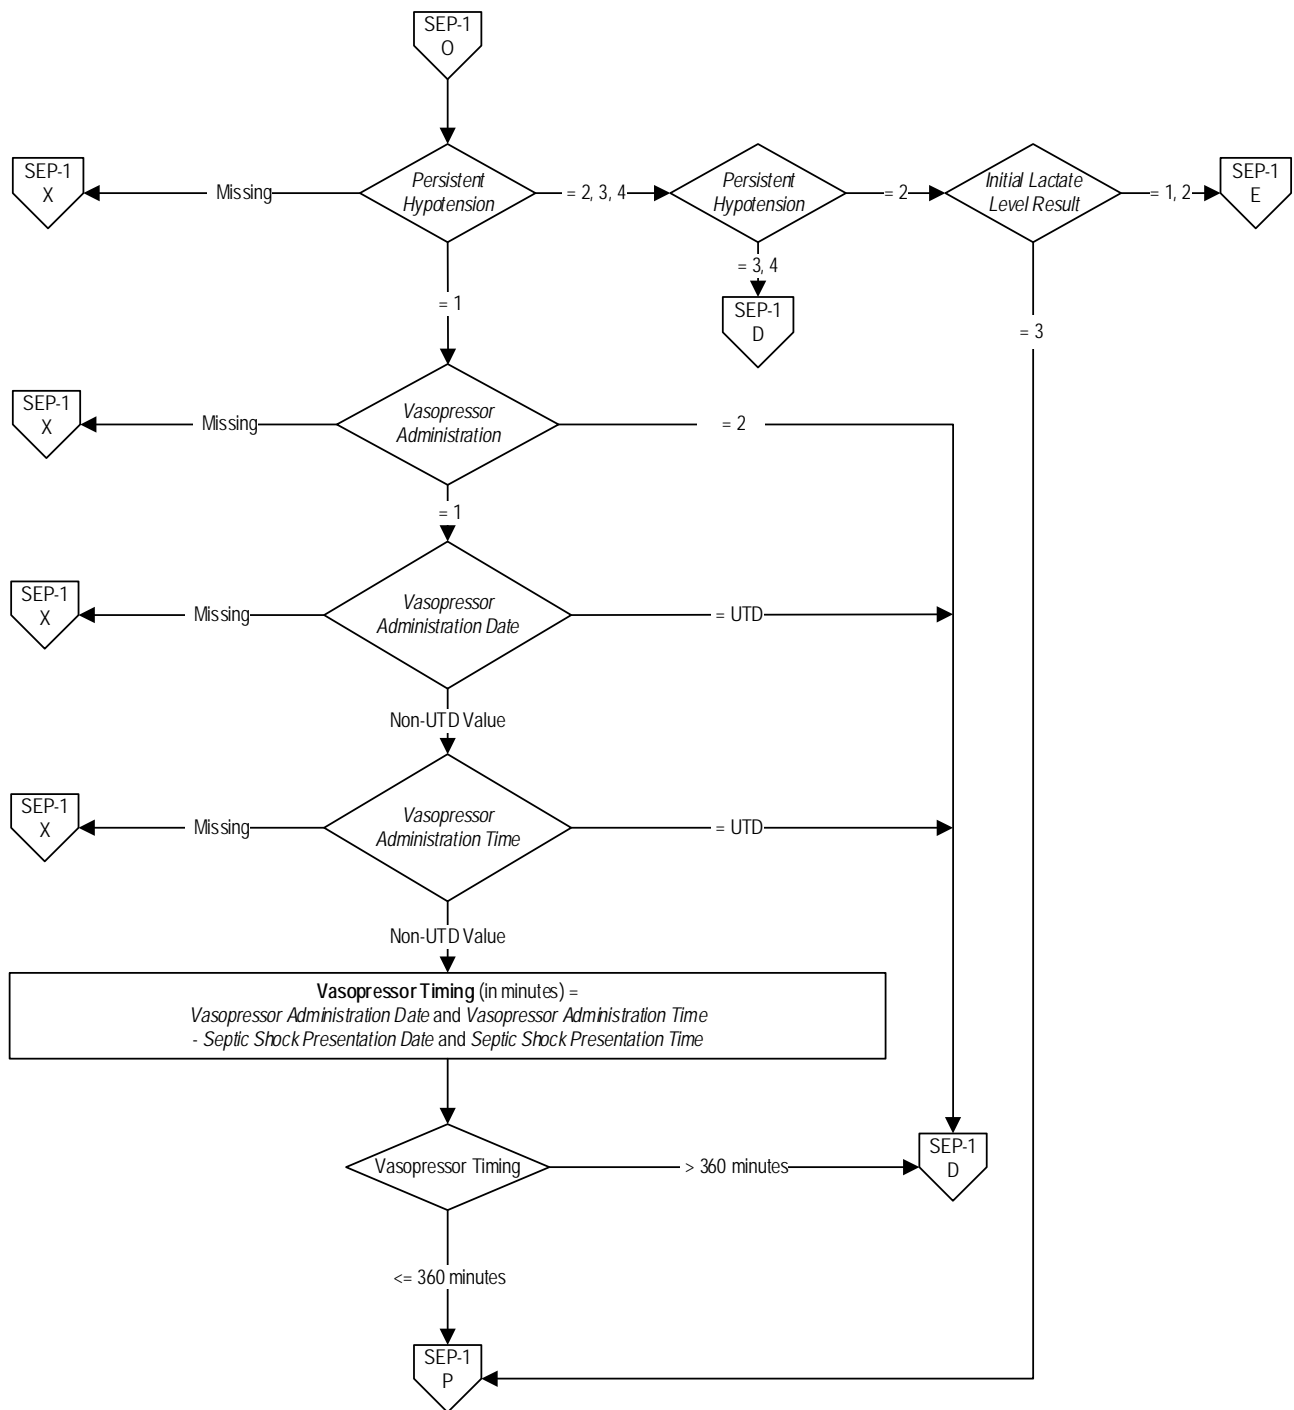 SEP-1
O
SEP-1
X
Missing
Persistent
Hypotension
= 2, 3, 4
Persistent
Hypotension
= 2
Initial Lactate
Level Result
= 1, 2
SEP-1
E
= 3, 4
SEP-1
D
= 1
= 3
SEP-1
X
Missing
Vasopressor
Administration
= 2
= 1
SEP-1
X
Missing
Vasopressor
Administration Date
= UTD
Non-UTD Value
SEP-1
X
Missing
Vasopressor
Administration Time
= UTD
Non-UTD Value
Vasopressor Timing (in minutes) =
Vasopressor Administration Date and Vasopressor Administration Time
- Septic Shock Presentation Date and Septic Shock Presentation Time
Vasopressor Timing
> 360 minutes
SEP-1
D
<= 360 minutes
SEP-1
P